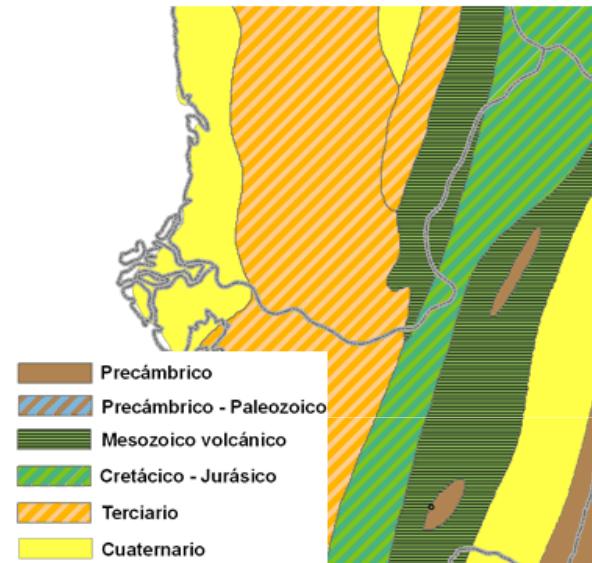 Precámbrico
Precámbrico - Paleozoico
Mesozoico volcánico
Cretácico - Jurásico
Terciario
Cuaternario